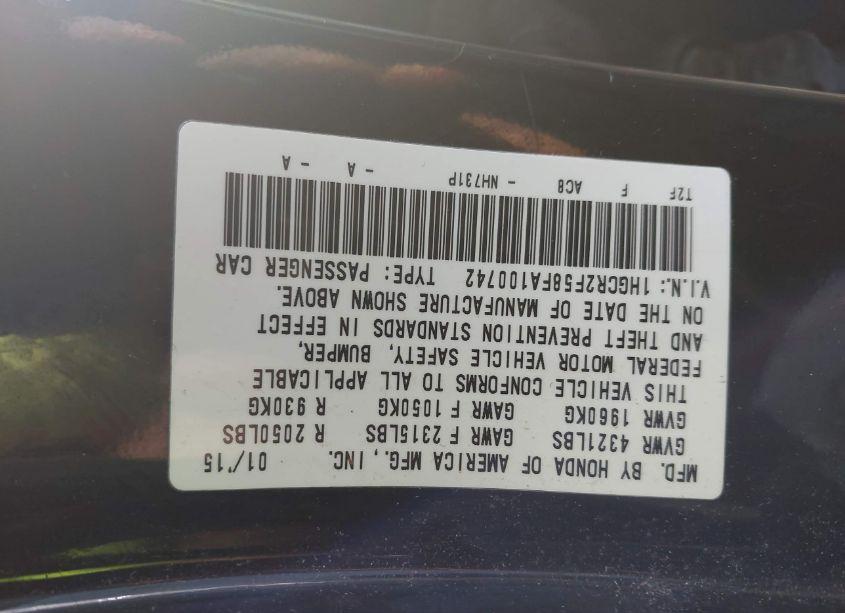 MFD. BY HONDA OF AMERICA MFG., INC. 01/'15
GVWR 4321LBS GAWR F 2315LBS R 2050LBS
GVWR 1960KG GAWR F 1050KG R 930KG
THIS VEHICLE CONFORMS TO ALL APPLICABLE
FEDERAL MOTOR VEHICLE SAFETY, BUMPER,
AND THEFT PREVENTION STANDARDS IN EFFECT
ON THE DATE OF MANUFACTURE SHOWN ABOVE.
V.I.N.: 1HGCR2F58FA100742 TYPE: PASSENGER CAR
T2F F AC8 - NH731P - A - A